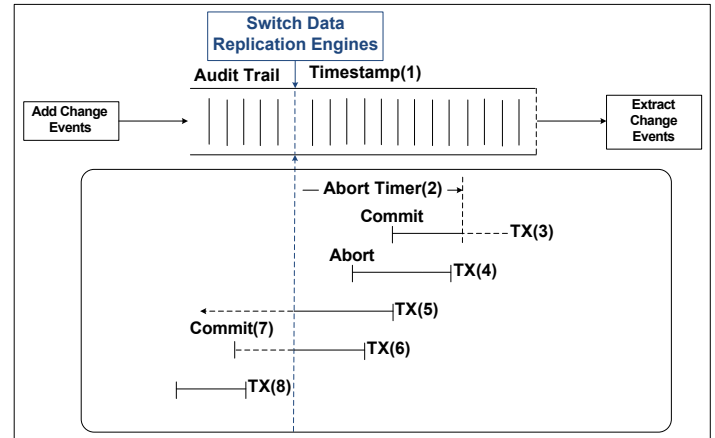 Switch Data
Replication Engines
Audit Trail
Timestamp(1)
Add Change
Events
Extract
Change
Events
Abort Timer(2)
Commit
TX(3)
Abort
TX(4)
TX(5)
Commit(7)
TX(6)
TX(8)